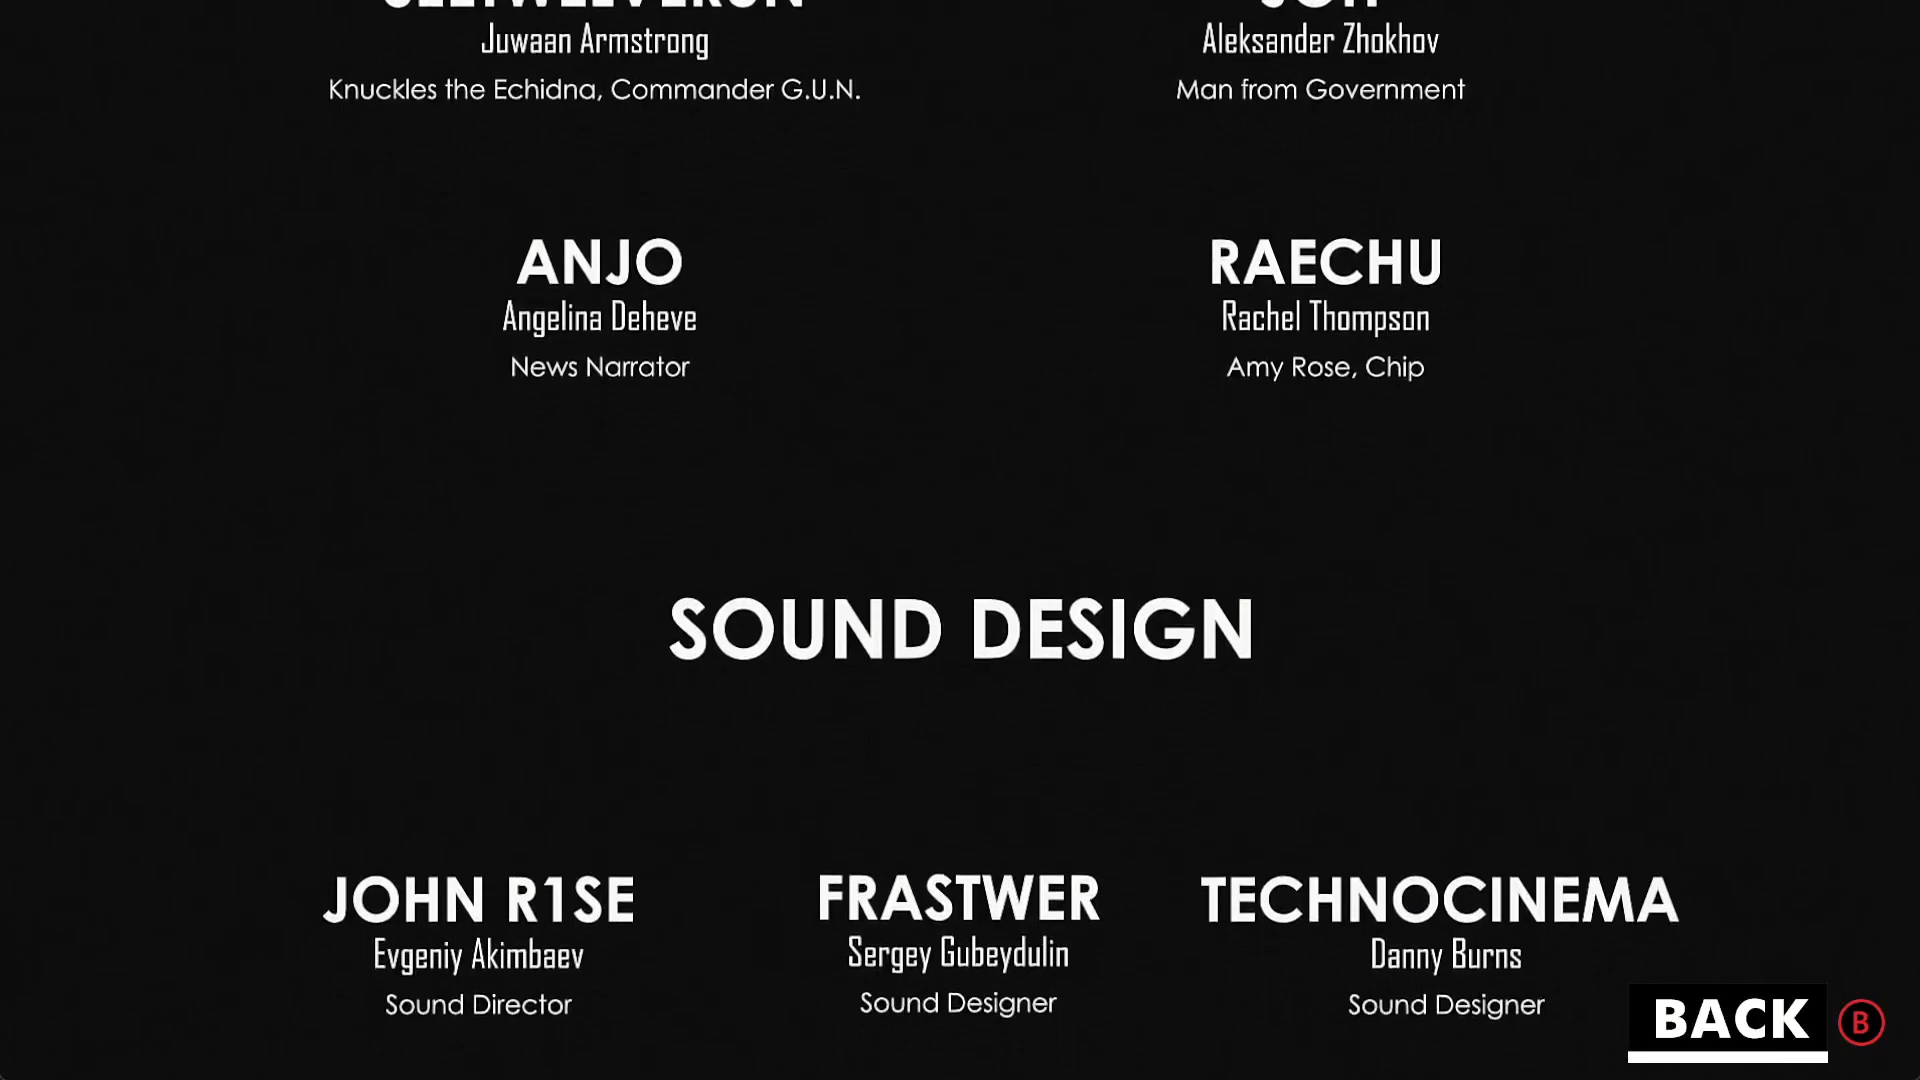 Juwaan Armstrong
Knuckles the Echidna, Commander G.U.N.
Aleksander Zhokhov
Man from Government
ANJO
Angelina Deheve
News Narrator
RAECHU
Rachel Thompson
Amy Rose, Chip
SOUND DESIGN
JOHN R1SE
Evgeniy Akimbaev
Sound Director
FRASTWER
Sergey Gubeydulin
Sound Designer
TECHNOCINEMA
Danny Burns
Sound Designer
BACK B